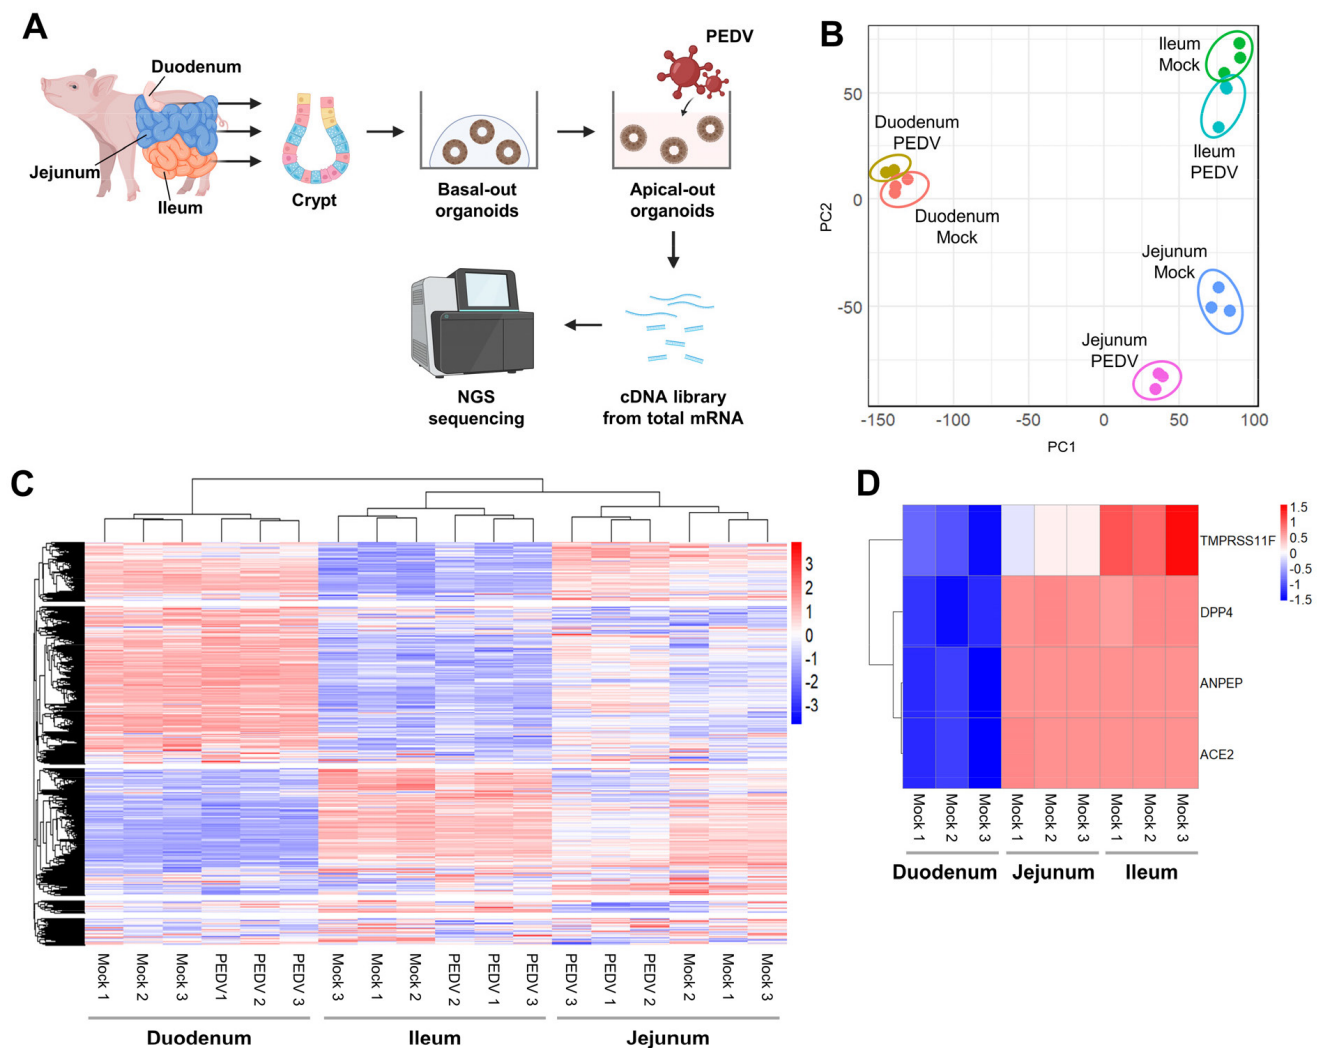 A
Duodenum
Jejunum
Ileum
Crypt
Basal-out
organoids
PEDV
Apical-out
organoids
NGS
sequencing
cDNA library
from total mRNA
B
PC2
50
0
-50
Ileum
Mock
Ileum
PEDV
Duodenum
PEDV
Duodenum
Mock
Jejunum
Mock
Jejunum
PEDV
-150
-100
-50
0
50
100
PC1
C
3
2
1
0
-1
-2
-3
Mock 1
Mock 2
Mock 3
PEDV1
PEDV 2
PEDV 3
Mock 3
Mock 1
Mock 2
PEDV 2
PEDV 1
PEDV 3
PEDV 3
PEDV 1
PEDV 2
Mock 2
Mock 1
Mock 3
Duodenum
Ileum
Jejunum
D
1.5
1
0.5
0
-0.5
-1
-1.5
TMPRSS11F
DPP4
ANPEP
ACE2
Mock 1
Mock 2
Mock 3
Mock 1
Mock 2
Mock 3
Mock 1
Mock 2
Mock 3
Duodenum
Jejunum
Ileum